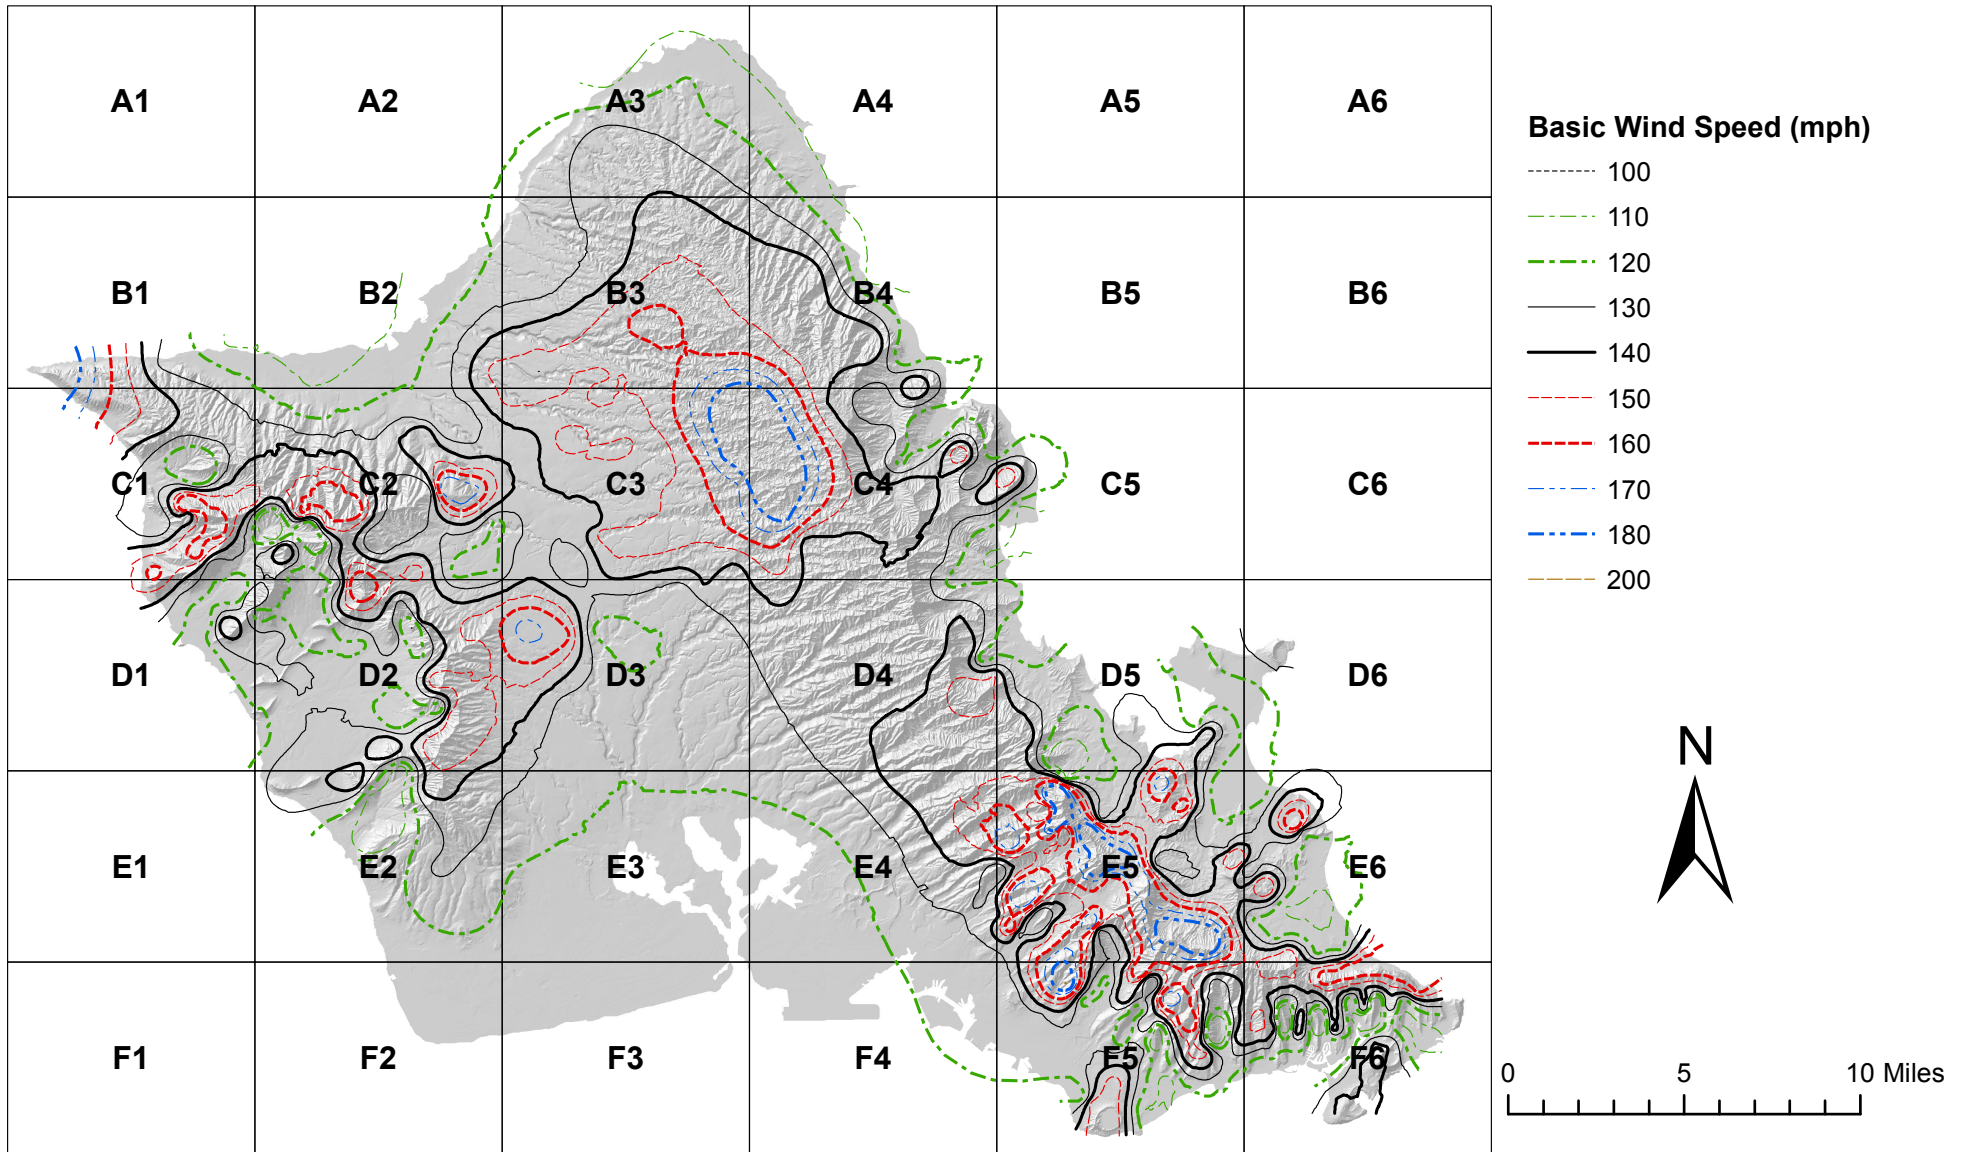 A1 A2 A3 A4 A5 A6
Basic Wind Speed (mph)
100
110
120
130
140
150
160
170
180
200
B1 B2 B3 B4 B5 B6
C1 C2 C3 C4 C5 C6
D1 D2 D3 D4 D5 D6
N
E1 E2 E3 E4 E5 E6
F1 F2 F3 F4 F5 F6
0 5 10 Miles